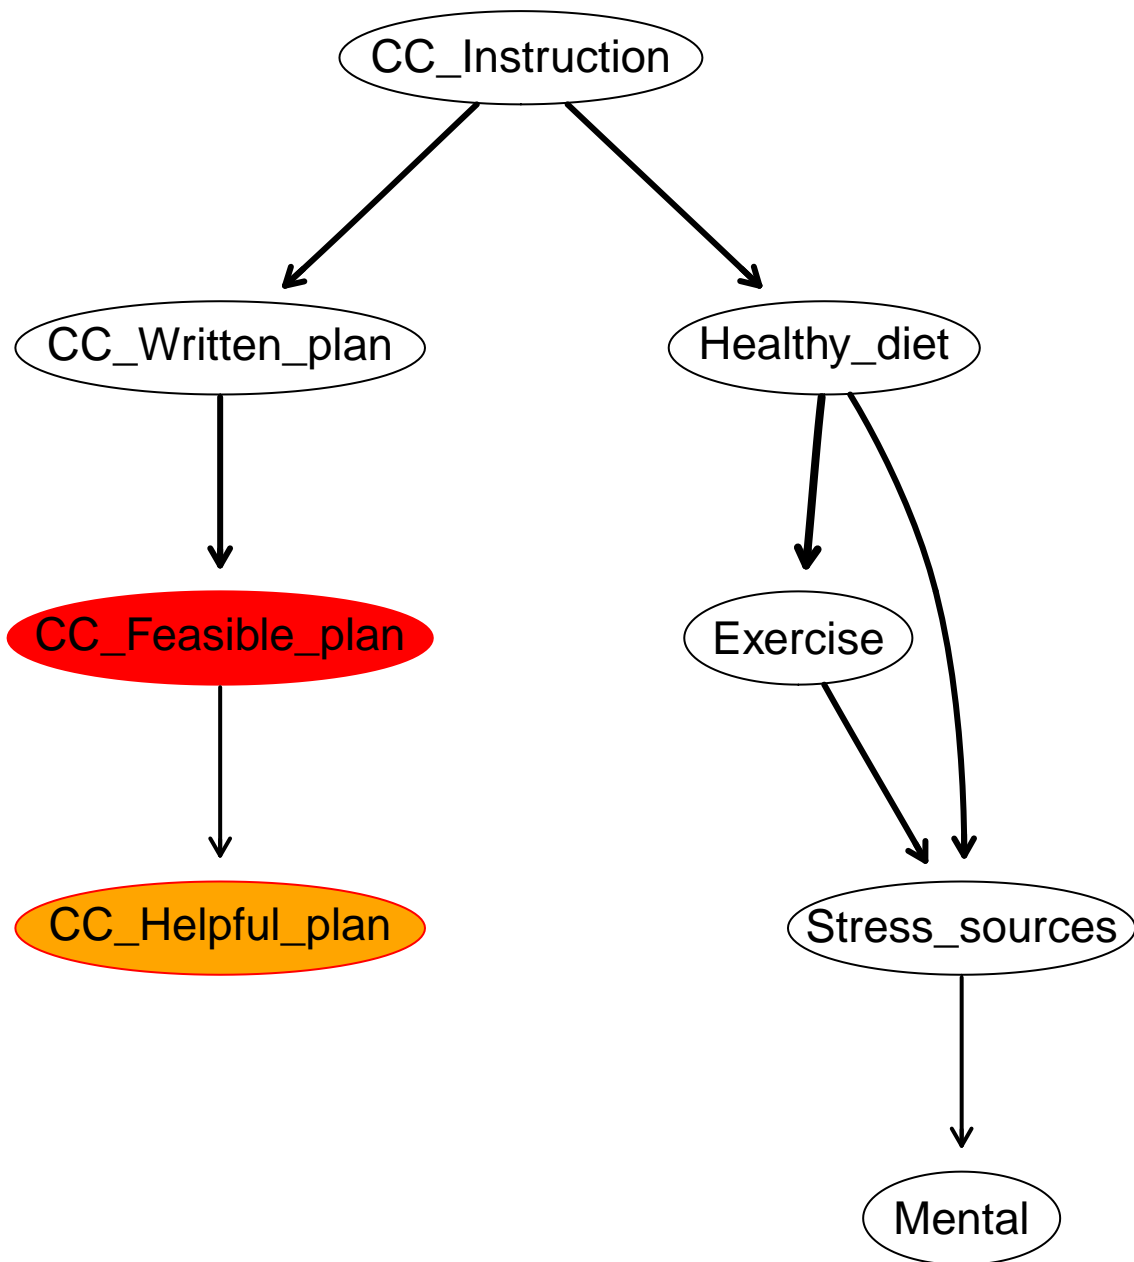 CC_Instruction
CC_Written_plan
Healthy_diet
CC_Feasible_plan
Exercise
CC_Helpful_plan
Stress_sources
Mental